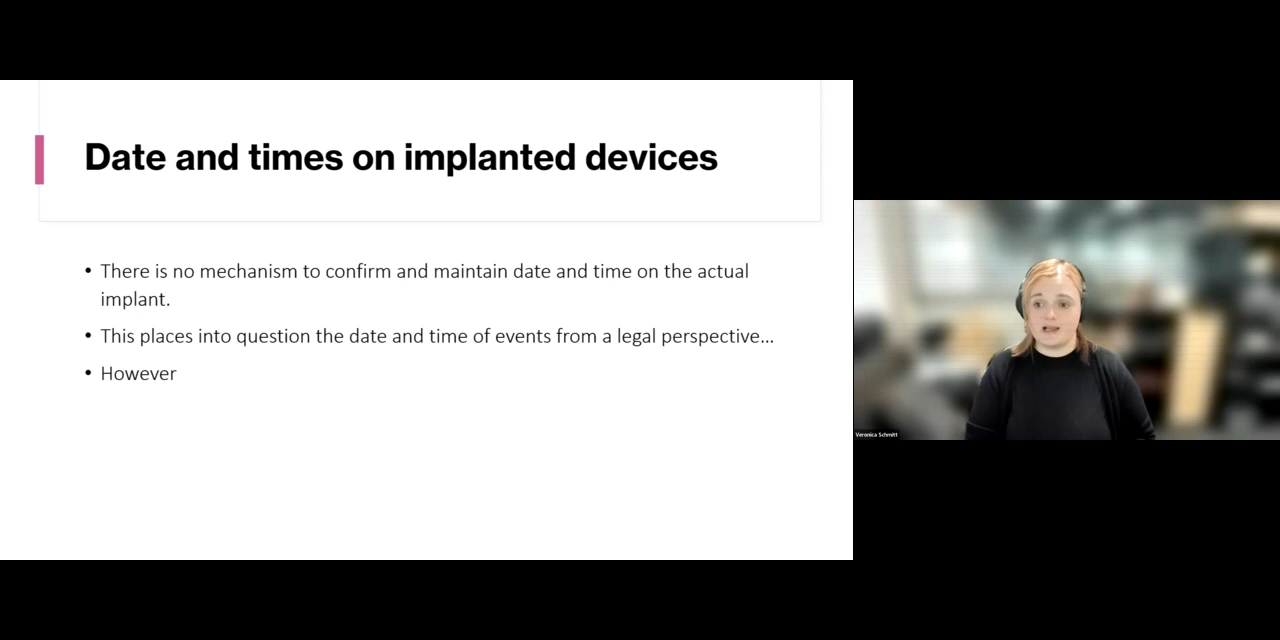 Date and times on implanted devices
• There is no mechanism to confirm and maintain date and time on the actual
implant.
• This places into question the date and time of events from a legal perspective...
• However
Veronica Schmitt